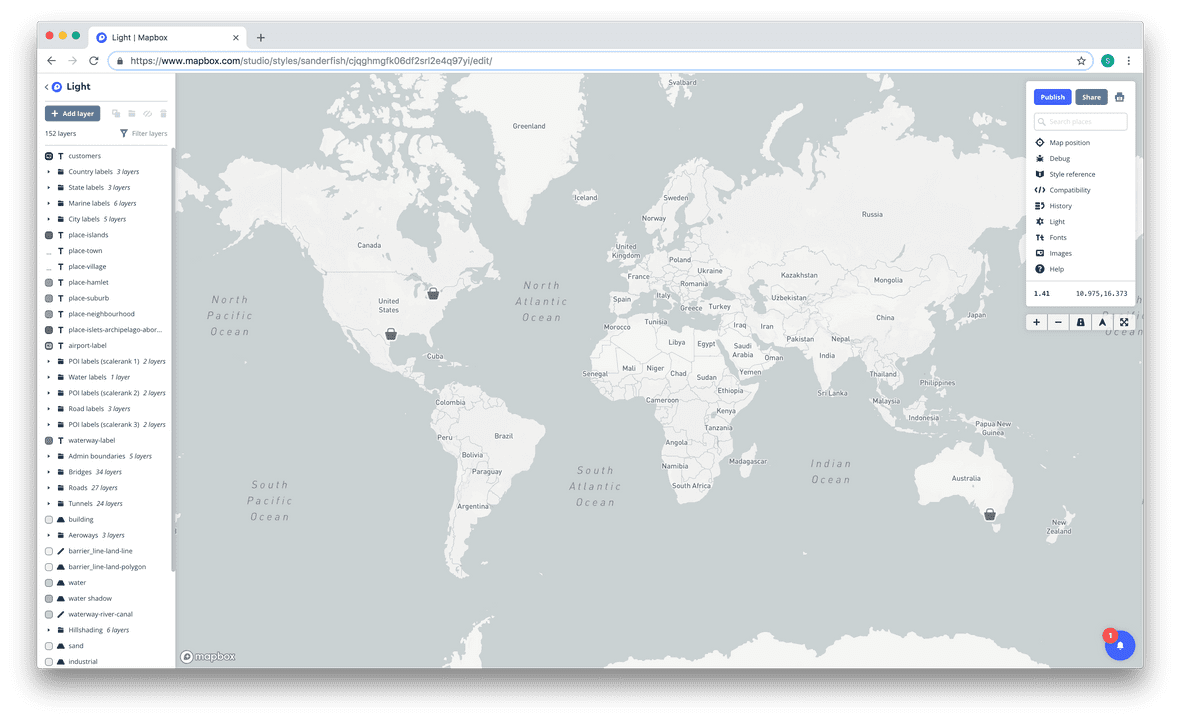 Light | Mapbox
https://www.mapbox.com/studio/styles/sanderfish/cjqghmgfk06df2srl2e4q97yi/edit/
S
Light
Add layer
152 layers
Filter layers
customers
Country labels 3 layers
State labels 3 layers
Marine labels 6 layers
City labels 5 layers
place-islands
place-town
place-village
place-hamlet
place-suburb
place-neighbourhood
place-islets-archipelago-abor...
airport-label
POI labels (scalerank 1) 2 layers
Water labels 1 layer
POI labels (scalerank 2) 2 layers
Road labels 3 layers
POI labels (scalerank 3) 2 layers
waterway-label
Admin boundaries 5 layers
Bridges 34 layers
Roads 27 layers
Tunnels 24 layers
building
Aeroways 3 layers
barrier_line-land-line
barrier_line-land-polygon
water
water shadow
waterway-river-canal
Hillshading 6 layers
sand
industrial
Svalbard
Greenland
Iceland
Sweden
Norway
Russia
Canada
United
Kingdom
Poland
France
Ukraine
Romania
Kazakhstan
Mongolia
North
Pacific
Ocean
United
States
North
Atlantic
Ocean
Spain
Italy
Greece
Turkey
Uzbekistan
China
Japan
Morocco
Tunisia
Iraq
Iran
Pakistan
Nepal
Libya
Egypt
Saudi
Arabia
Oman
India
Cuba
Senegal
Mali
Niger
Chad
Sudan
Yemen
Thailand
Philippines
Ethiopia
Sri Lanka
Colombia
Cameroon
Kenya
Malaysia
Indonesia
Papua New
Guinea
Peru
Brazil
Tanzania
Angola
Bolivia
Paraguay
Namibia
Madagascar
South
Pacific
Ocean
South
Atlantic
Ocean
Indian
Ocean
South Africa
Australia
Argentina
New
Zealand
mapbox
Publish
Share
Search places
Map position
Debug
Style reference
Compatibility
History
Light
Fonts
Images
Help
1.41
10.975,16.373
1